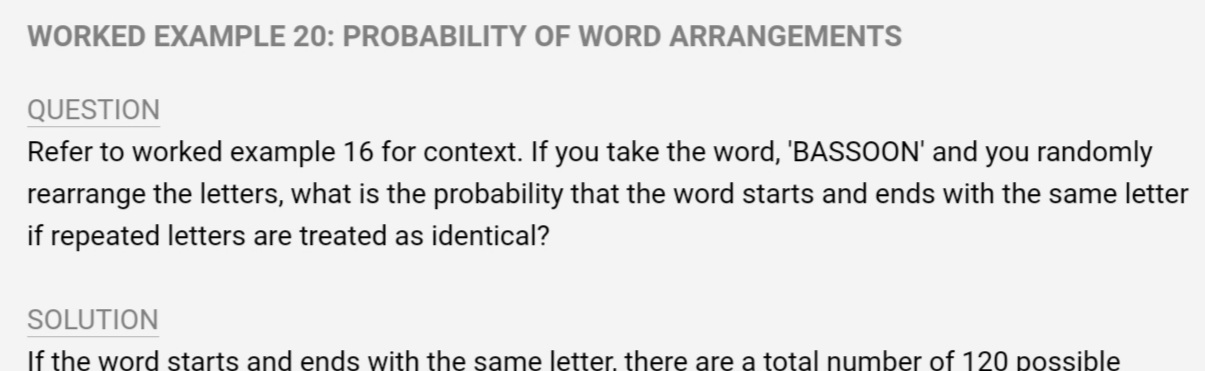 WORKED EXAMPLE 20: PROBABILITY OF WORD ARRANGEMENTS
QUESTION
Refer to worked example 16 for context. If you take the word, 'BASSOON' and you randomly
rearrange the letters, what is the probability that the word starts and ends with the same letter
if repeated letters are treated as identical?
SOLUTION
If the word starts and ends with the same letter, there are a total number of 120 possible